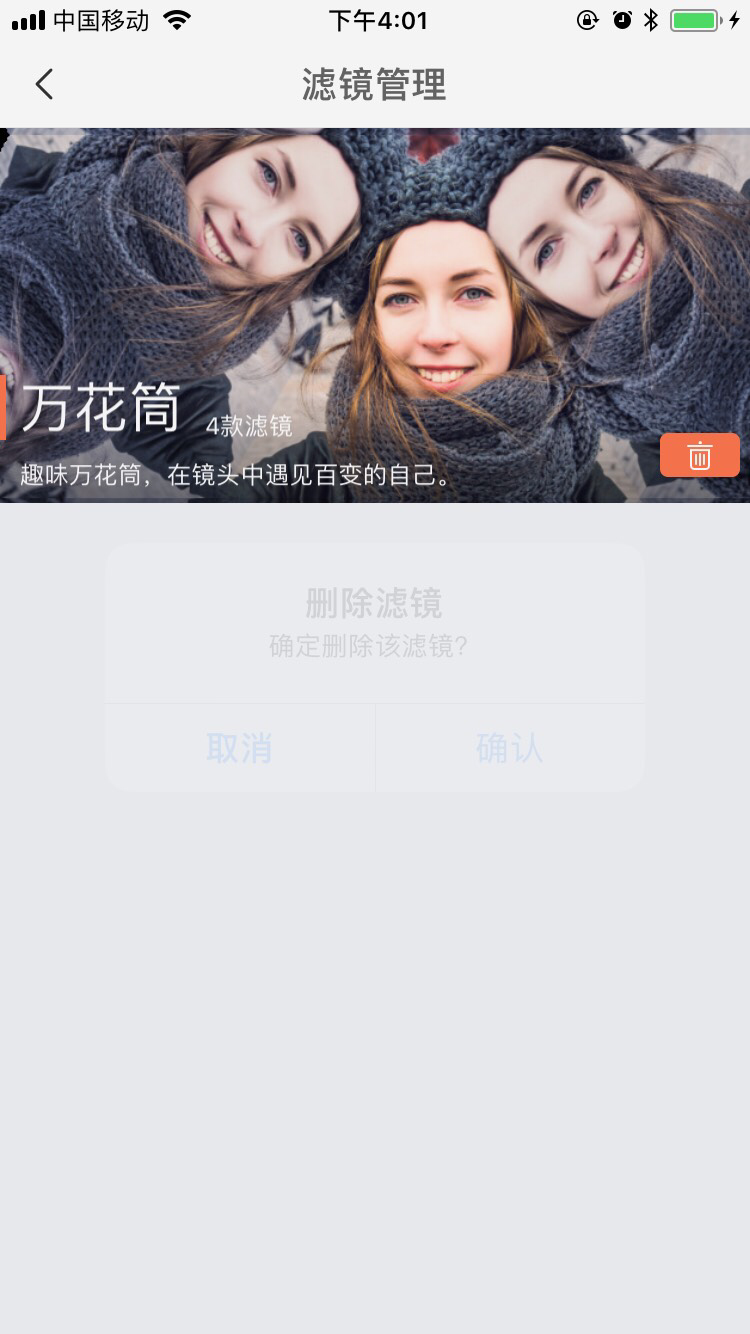 中国移动
下午4:01
滤镜管理
万花筒 4款滤镜
趣味万花筒，在镜头中遇见百变的自己。
删除滤镜
确定删除该滤镜?
取消
确认